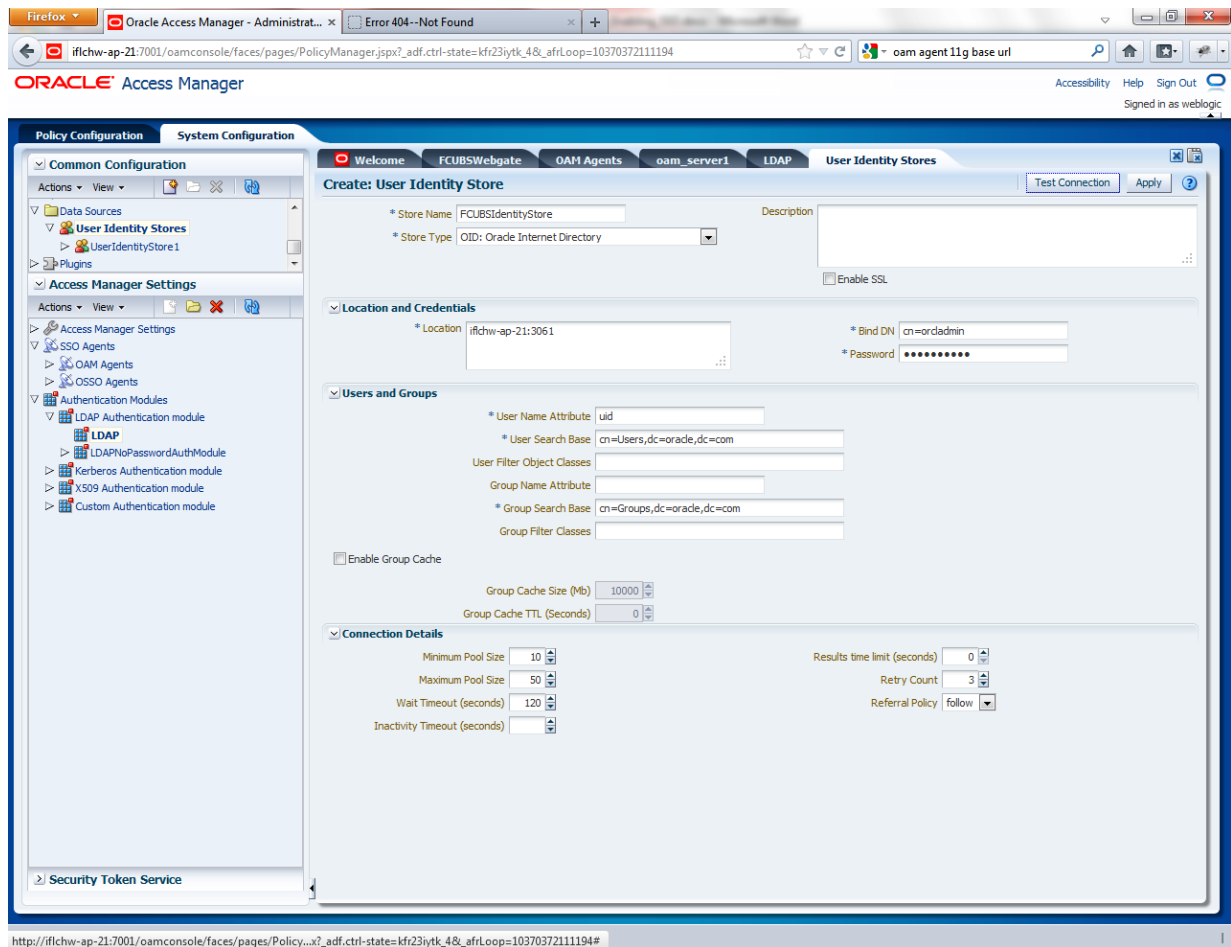 Firefox
Oracle Access Manager - Administrat...
Error 404--Not Found
iflchw-ap-21:7001/oamconsole/faces/pages/PolicyManager.jspx?_adf.ctrl-state=kfr23iytk_4&_afrLoop=10370372111194
oam agent 11g base url
ORACLE Access Manager
Accessibility Help Sign Out
Signed in as weblogic
Policy Configuration System Configuration
Common Configuration
Actions View
Data Sources
User Identity Stores
UserIdentityStore1
Plugins
Access Manager Settings
Actions View
Access Manager Settings
SSO Agents
OAM Agents
OSSO Agents
Authentication Modules
LDAP Authentication module
LDAP
LDAPNoPasswordAuthModule
Kerberos Authentication module
X509 Authentication module
Custom Authentication module
Security Token Service
Welcome FCUBSWebgate OAM Agents oam_server1 LDAP User Identity Stores
Create: User Identity Store
Test Connection Apply
* Store Name FCUBSIdentityStore
* Store Type OID: Oracle Internet Directory
Description
Enable SSL
Location and Credentials
* Location iflchw-ap-21:3061
* Bind DN cn=orcladmin
* Password ••••••••••
Users and Groups
* User Name Attribute uid
* User Search Base cn=Users,dc=oracle,dc=com
User Filter Object Classes
Group Name Attribute
* Group Search Base cn=Groups,dc=oracle,dc=com
Group Filter Classes
Enable Group Cache
Group Cache Size (Mb) 10000
Group Cache TTL (Seconds) 0
Connection Details
Minimum Pool Size 10
Maximum Pool Size 50
Wait Timeout (seconds) 120
Inactivity Timeout (seconds)
Results time limit (seconds) 0
Retry Count 3
Referral Policy follow
http://iflchw-ap-21:7001/oamconsole/faces/pages/Policy...x?_adf.ctrl-state=kfr23iytk_4&_afrLoop=10370372111194#